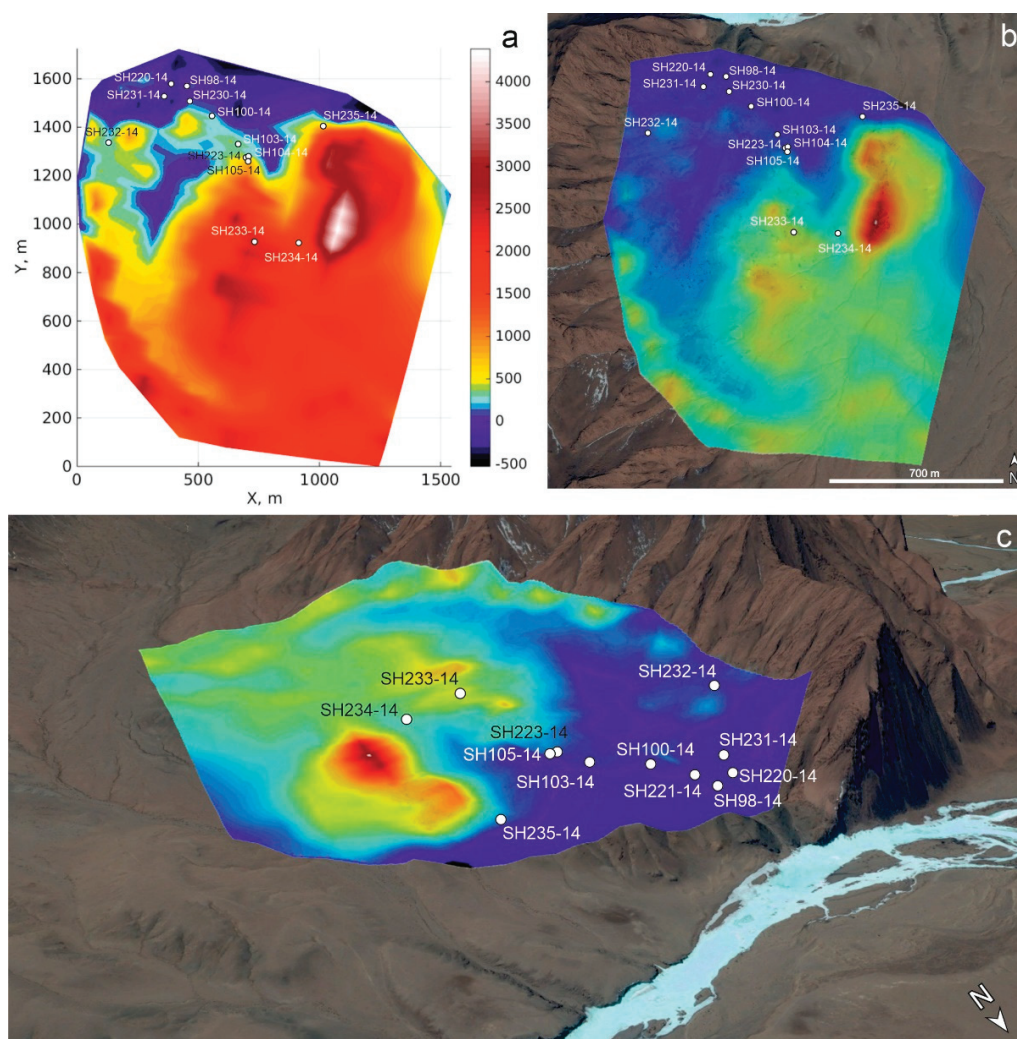 a
1600
1400
1200
1000
800
600
400
200
0
Y, m
0
500
1000
1500
X, m
4000
3500
3000
2500
2000
1500
1000
500
0
-500
SH220-14
SH98-14
SH231-14
SH230-14
SH100-14
SH232-14
SH235-14
SH103-14
SH223-14
SH104-14
SH105-14
SH233-14
SH234-14
b
SH220-14
SH98-14
SH231-14
SH230-14
SH100-14
SH235-14
SH232-14
SH103-14
SH223-14
SH104-14
SH105-14
SH233-14
SH234-14
700 m
N
c
SH232-14
SH233-14
SH234-14
SH223-14
SH105-14
SH100-14
SH231-14
SH103-14
SH220-14
SH221-14
SH98-14
SH235-14
N